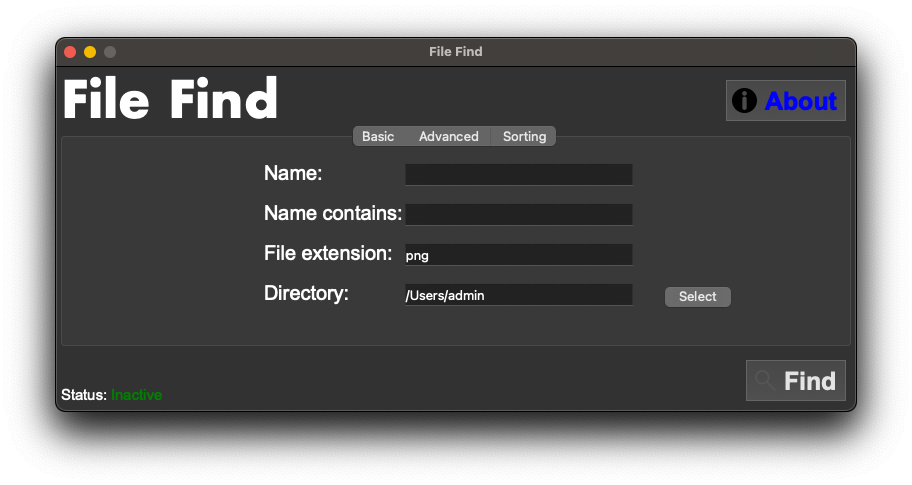 File Find
File Find
About
Basic Advanced Sorting
Name:
Name contains:
File extension: png
Directory: /Users/admin Select
Status: Inactive
Find